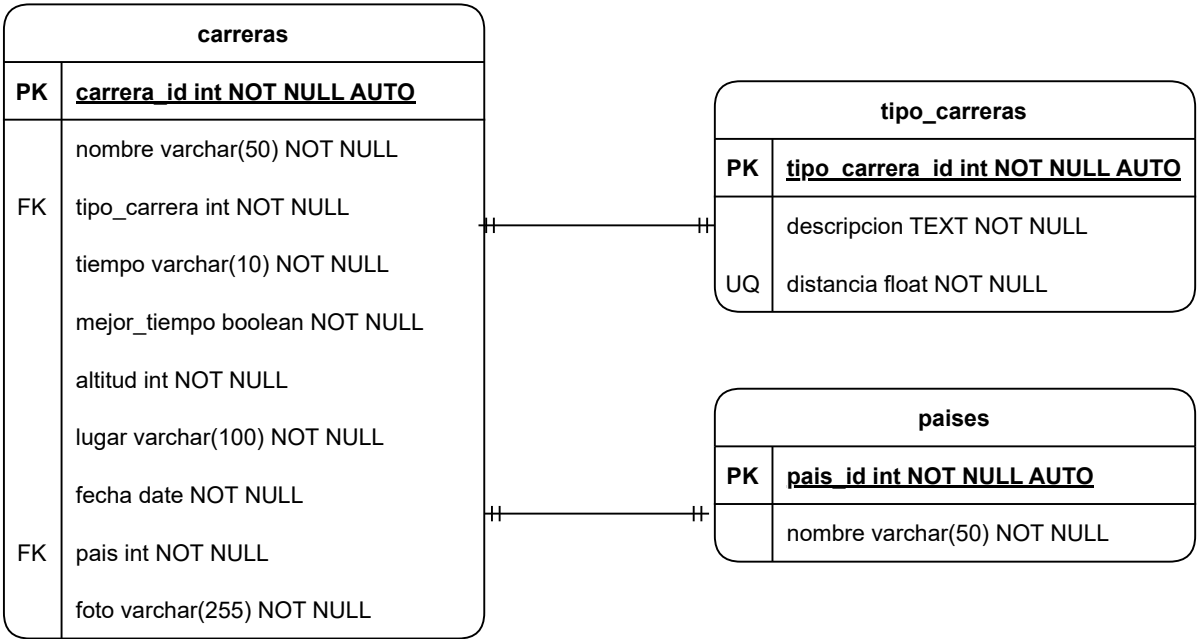 carreras
PK carrera_id int NOT NULL AUTO
nombre varchar(50) NOT NULL
FK tipo_carrera int NOT NULL
tiempo varchar(10) NOT NULL
mejor_tiempo boolean NOT NULL
altitud int NOT NULL
lugar varchar(100) NOT NULL
fecha date NOT NULL
FK pais int NOT NULL
foto varchar(255) NOT NULL
tipo_carreras
PK tipo_carrera_id int NOT NULL AUTO
descripcion TEXT NOT NULL
UQ distancia float NOT NULL
paises
PK pais_id int NOT NULL AUTO
nombre varchar(50) NOT NULL